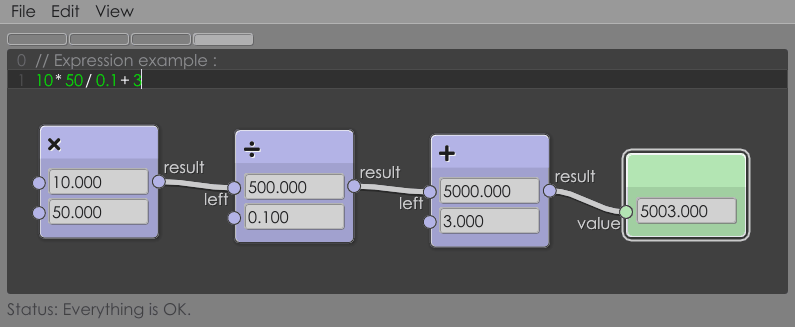 File Edit View
0 // Expression example :
1 10* 50/ 0.1+ 3
×
10.000
50.000
result
left
÷
500.000
0.100
result
left
+
5000.000
3.000
result
value
5003.000
Status: Everything is OK.